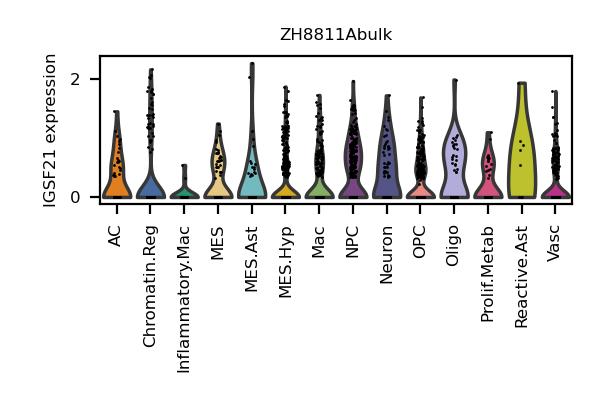 ZH8811Abulk
IGSF21 expression
2
0
AC
Chromatin.Reg
Inflammatory.Mac
MES
MES.Ast
MES.Hyp
Mac
NPC
Neuron
OPC
Oligo
Prolif.Metab
Reactive.Ast
Vasc